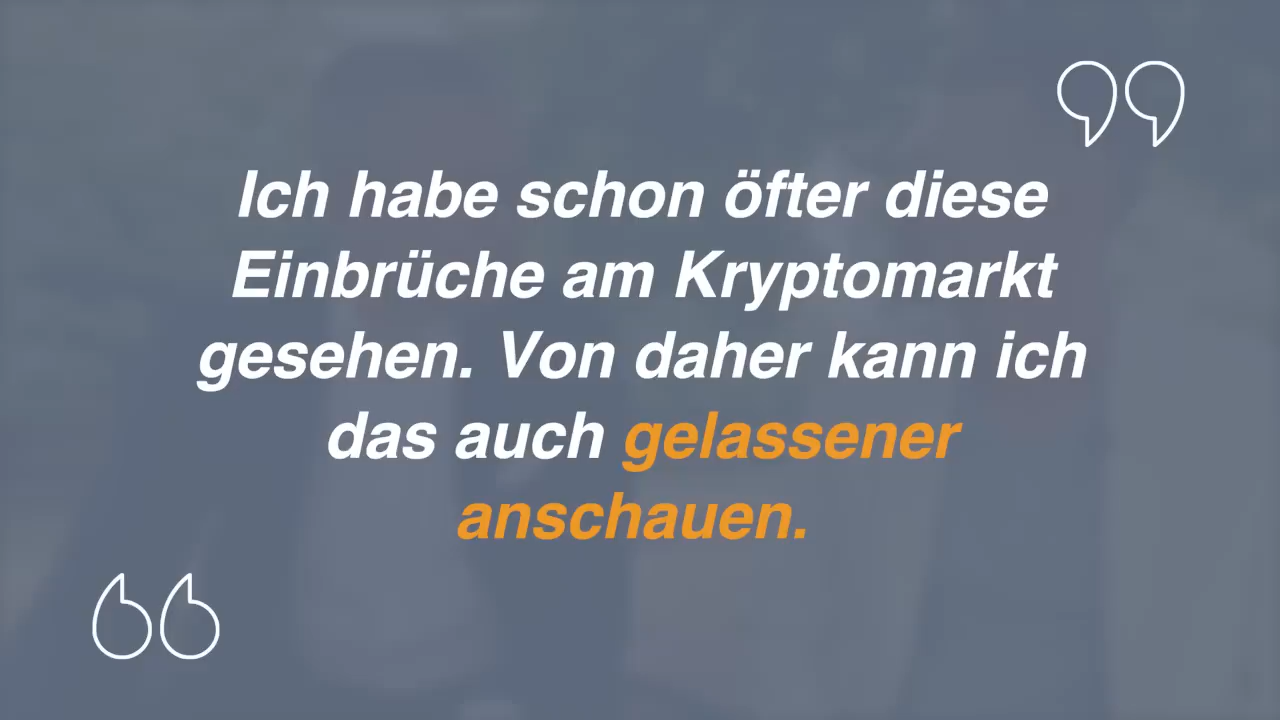 Ich habe schon öfter diese
Einbrüche am Kryptomarkt
gesehen. Von daher kann ich
das auch gelassener
anschauen.